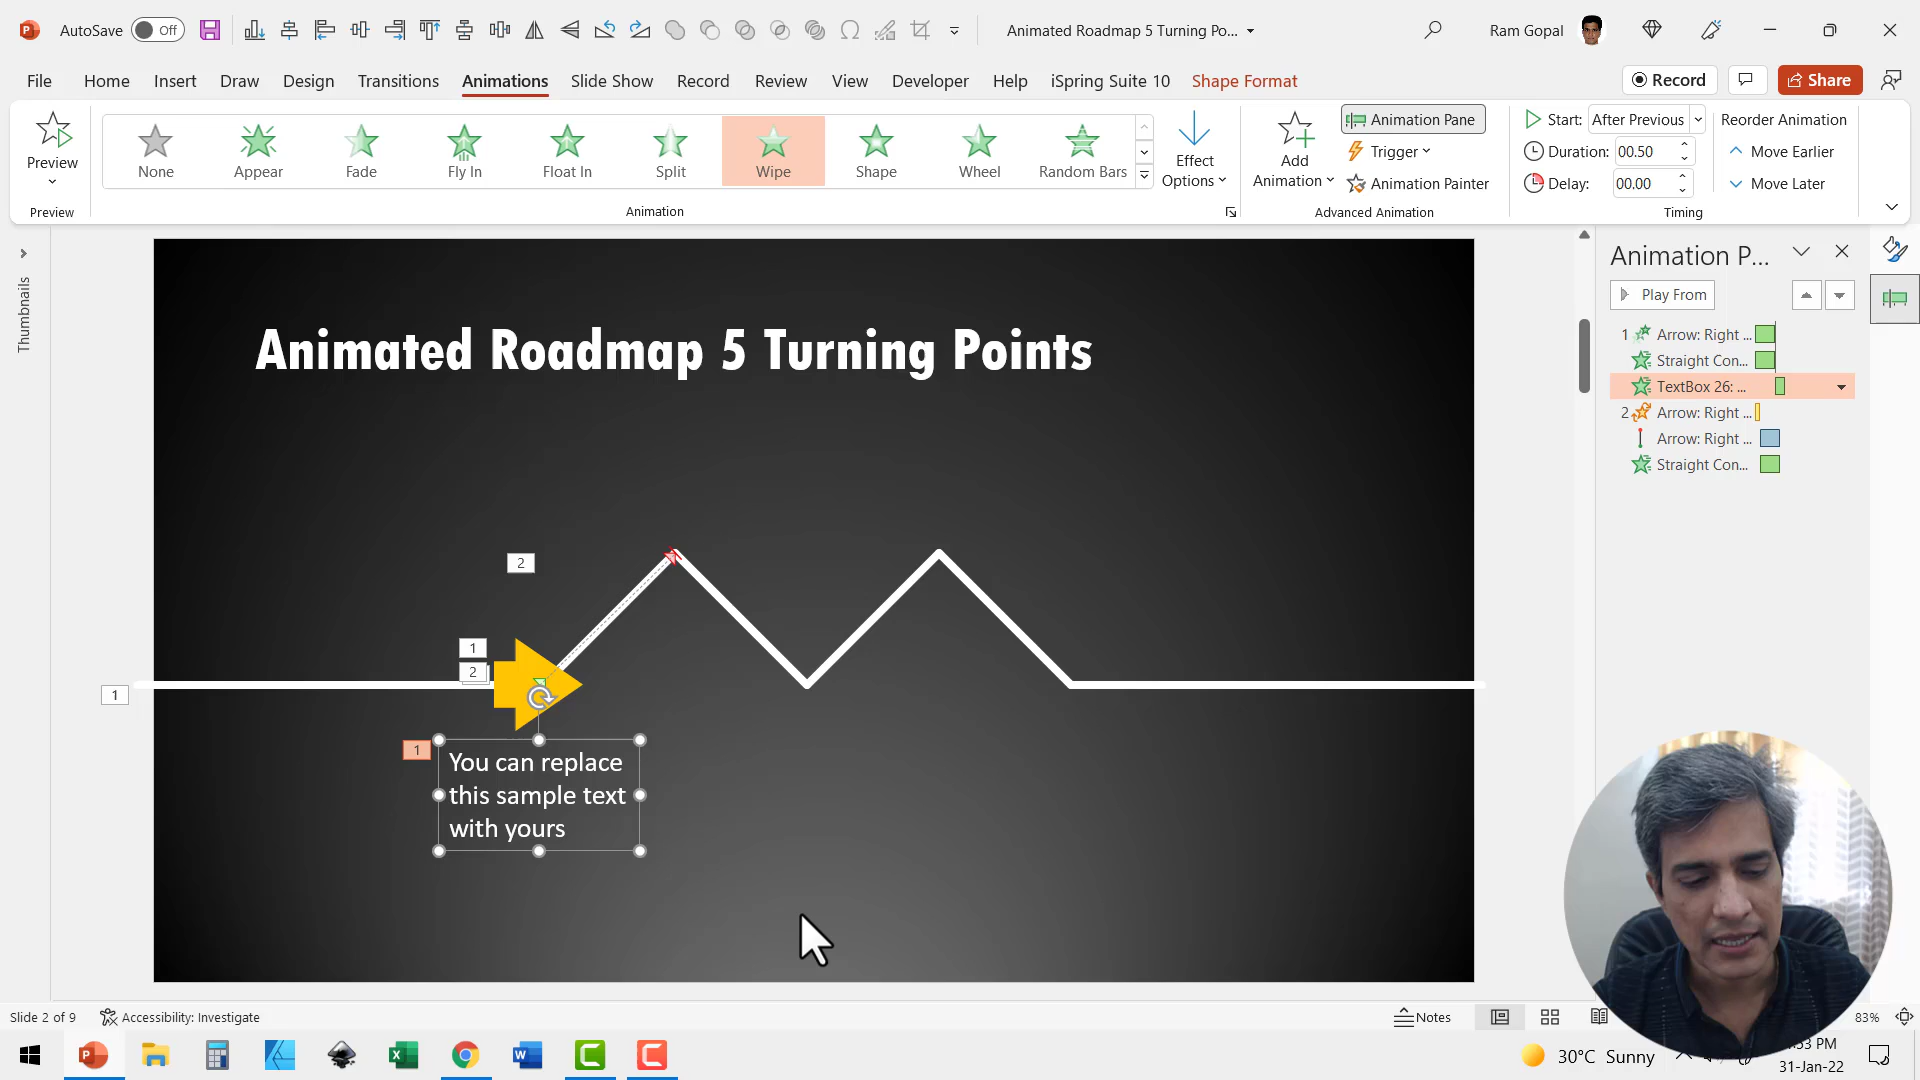 AutoSave Off Animated Roadmap 5 Turning Po... Ram Gopal
File Home Insert Draw Design Transitions Animations Slide Show Record Review View Developer Help iSpring Suite 10 Shape Format Record Share
Preview
None Appear Fade Fly In Float In Split Wipe Shape Wheel Random Bars
Effect
Options
Add
Animation
Animation Pane
Trigger
Animation Painter
Start: After Previous
Duration: 00.50
Delay: 00.00
Reorder Animation
Move Earlier
Move Later
Preview Animation Advanced Animation Timing
Thumbnails
Animated Roadmap 5 Turning Points
2
1
2
1
1
You can replace
this sample text
with yours
Animation P...
Play From
1 Arrow: Right ...
Straight Con...
TextBox 26: ...
2 Arrow: Right ...
Arrow: Right ...
Straight Con...
Slide 2 of 9 Accessibility: Investigate Notes 83%
30°C Sunny
:53 PM
31-Jan-22